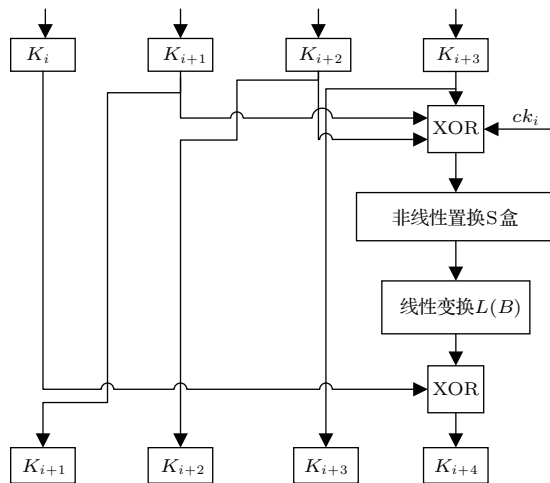 K_i K_{i+1} K_{i+2} K_{i+3}
XOR
ck_i
非线性置换S盒
线性变换L(B)
XOR
K_{i+1} K_{i+2} K_{i+3} K_{i+4}